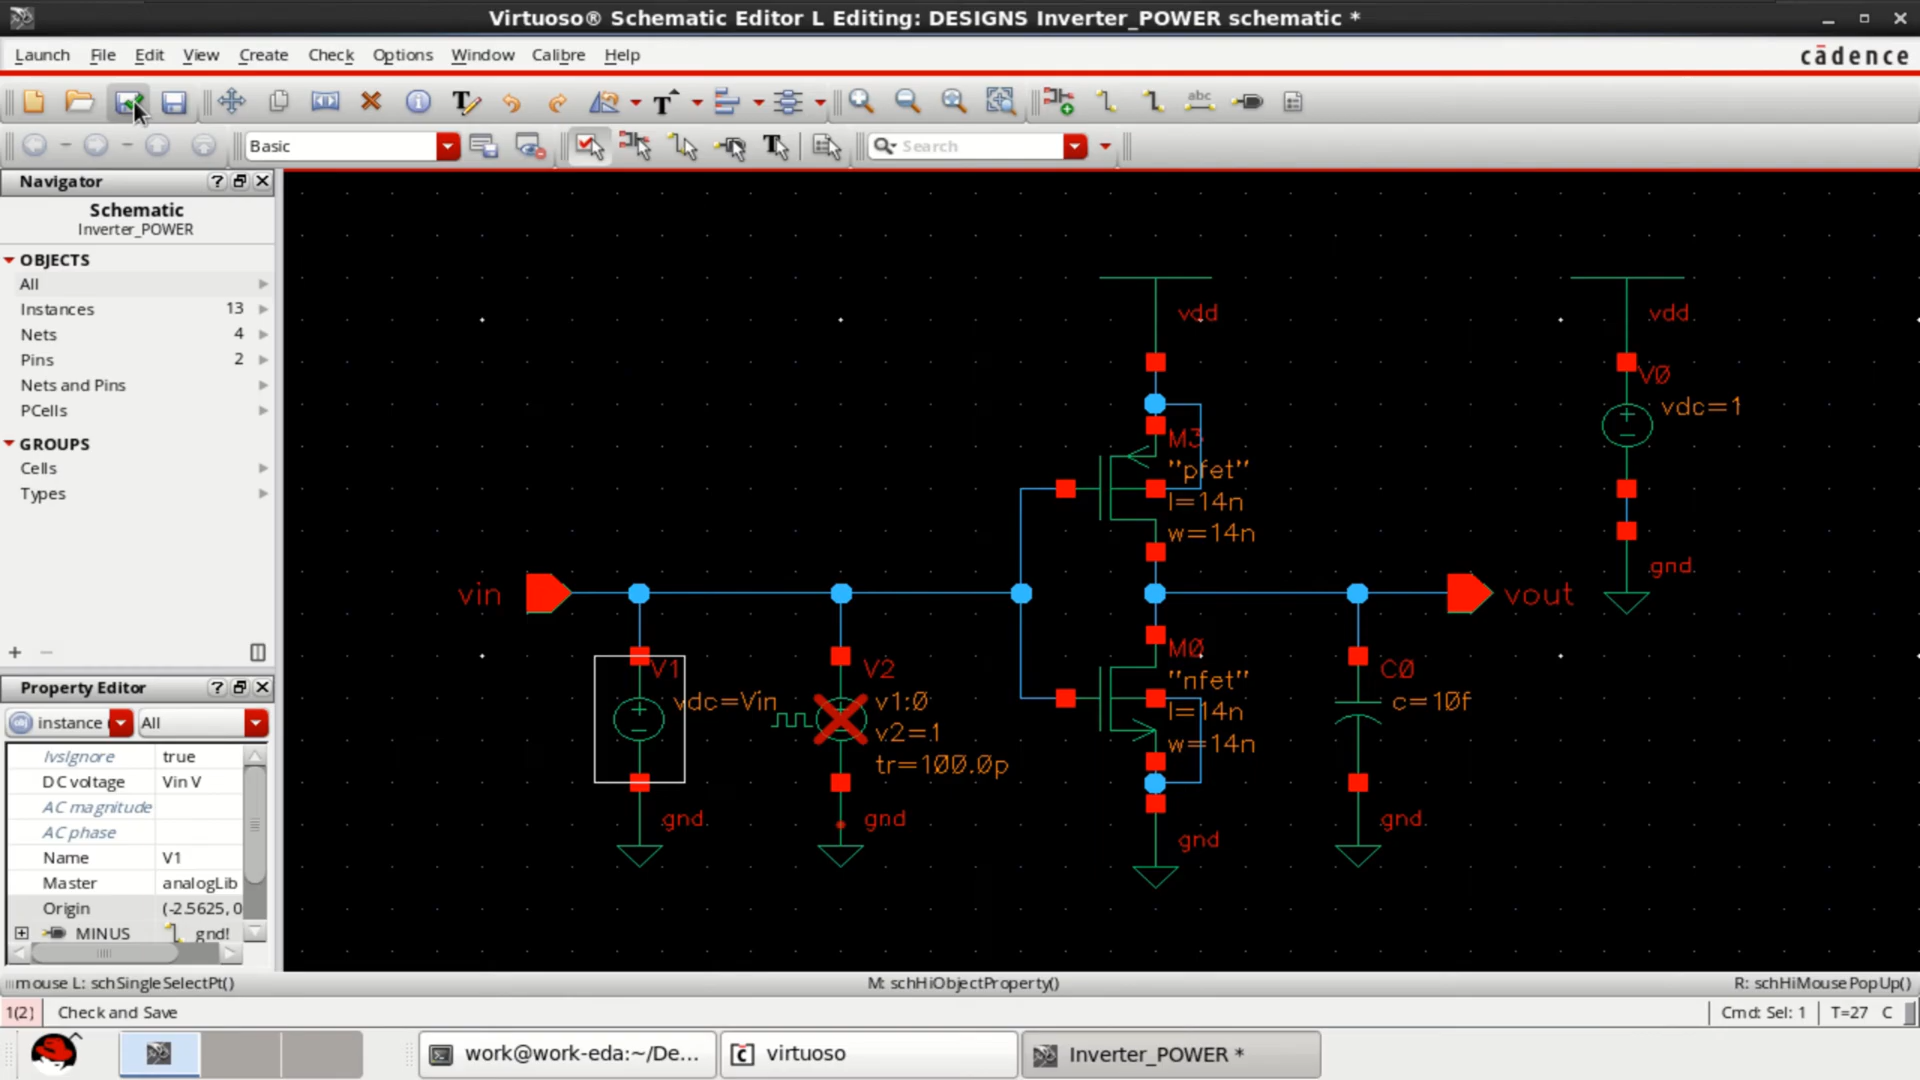 Virtuoso® Schematic Editor L Editing: DESIGNS Inverter_POWER schematic *
Launch File Edit View Create Check Options Window Calibre Help
cādence
abc
Basic
Search
Navigator
Schematic
Inverter_POWER
OBJECTS
All
Instances 13
Nets 4
Pins 2
Nets and Pins
PCells
GROUPS
Cells
Types
Property Editor
instance All
lvsIgnore true
DC voltage Vin V
AC magnitude
AC phase
Name V1
Master analogLib
Origin (-2.5625, 0
MINUS gnd!
vdd
M3
"pfet"
l=14n
w=14n
vdd
V0
vdc=1
gnd
vin
vout
V1
vdc=Vin
gnd
V2
v1:0
v2=1
tr=100.0p
gnd
M0
"nfet"
l=14n
w=14n
gnd
C0
c=10f
gnd
mouse L: schSingleSelectPt() M: schHiObjectProperty() R: schHiMousePopUp()
1(2) Check and Save Cmd: Sel: 1 T=27 C
work@work-eda:~/De... virtuoso Inverter_POWER *